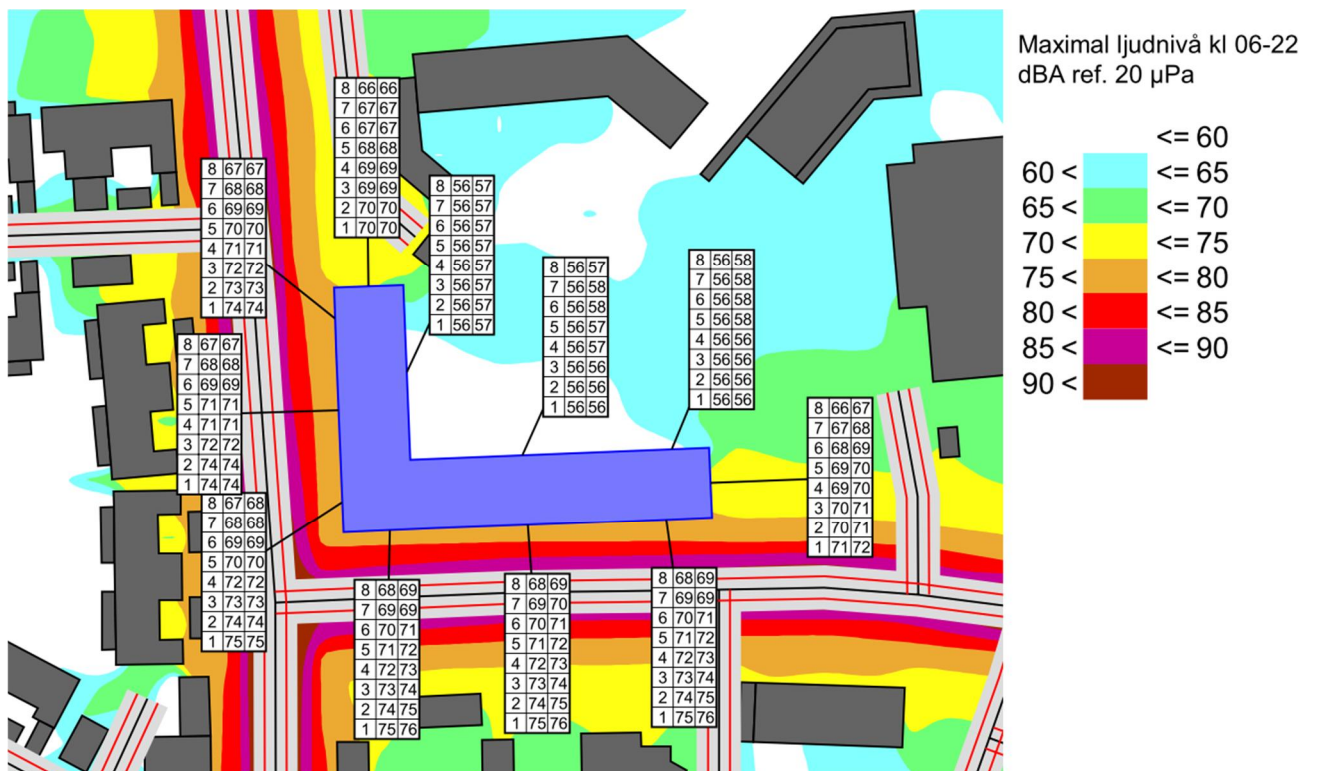 Maximal ljudnivå kl 06-22
dBA ref. 20 µPa
<= 60
60 < <= 65
65 < <= 70
70 < <= 75
75 < <= 80
80 < <= 85
85 < <= 90
90 <
8 66 66
7 67 67
6 67 67
5 68 68
4 69 69
3 69 69
2 70 70
1 70 70
8 67 67
7 68 68
6 69 69
5 70 70
4 71 71
3 72 72
2 73 73
1 74 74
8 56 57
7 56 57
6 56 57
5 56 57
4 56 57
3 56 57
2 56 57
1 56 57
8 56 57
7 56 58
6 56 58
5 56 57
4 56 57
3 56 56
2 56 56
1 56 56
8 56 58
7 56 58
6 56 58
5 56 58
4 56 56
3 56 56
2 56 56
1 56 56
8 67 67
7 68 68
6 69 69
5 71 71
4 71 71
3 72 72
2 74 74
1 74 74
8 66 67
7 67 68
6 68 69
5 69 70
4 69 70
3 70 71
2 70 71
1 71 72
8 67 68
7 68 68
6 69 69
5 70 70
4 72 72
3 73 73
2 74 74
1 75 75
8 68 69
7 69 69
6 70 71
5 71 72
4 72 73
3 73 74
2 74 75
1 75 76
8 68 69
7 69 70
6 70 71
5 71 72
4 72 73
3 73 74
2 74 75
1 75 76
8 68 69
7 69 69
6 70 71
5 71 72
4 72 73
3 73 74
2 74 75
1 75 76